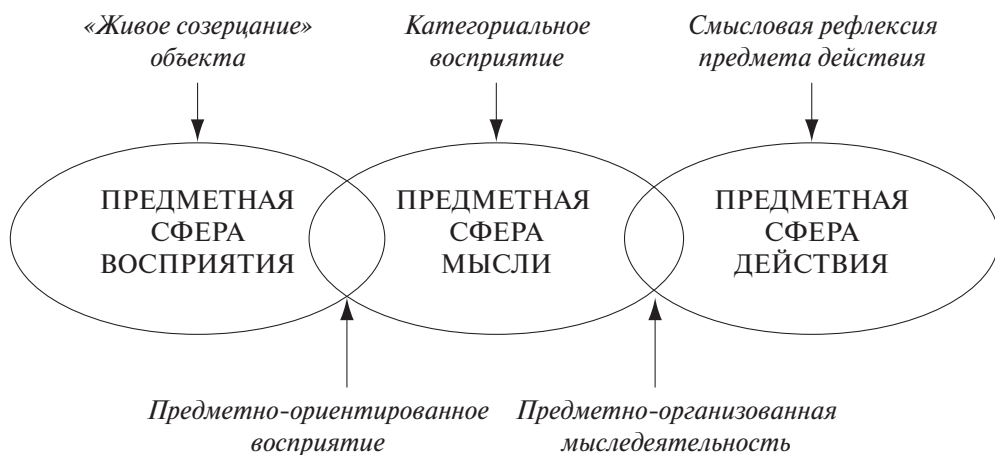 «Живое созерцание»
объекта
Категориальное
восприятие
Смысловая рефлексия
предмета действия
ПРЕДМЕТНАЯ
СФЕРА
ВОСПРИЯТИЯ
ПРЕДМЕТНАЯ
СФЕРА
МЫСЛИ
ПРЕДМЕТНАЯ
СФЕРА
ДЕЙСТВИЯ
Предметно-ориентированное
восприятие
Предметно-организованная
мыследеятельность